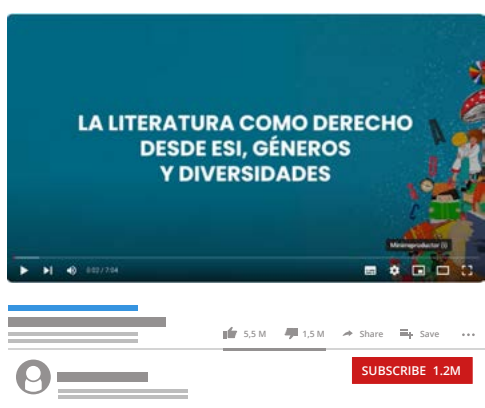 LA LITERATURA COMO DERECHO
DESDE ESI, GÉNEROS
Y DIVERSIDADES
Minirreproductor (i)
0:02 / 7:04
5,5 M
1,5 M
Share
Save
SUBSCRIBE 1.2M